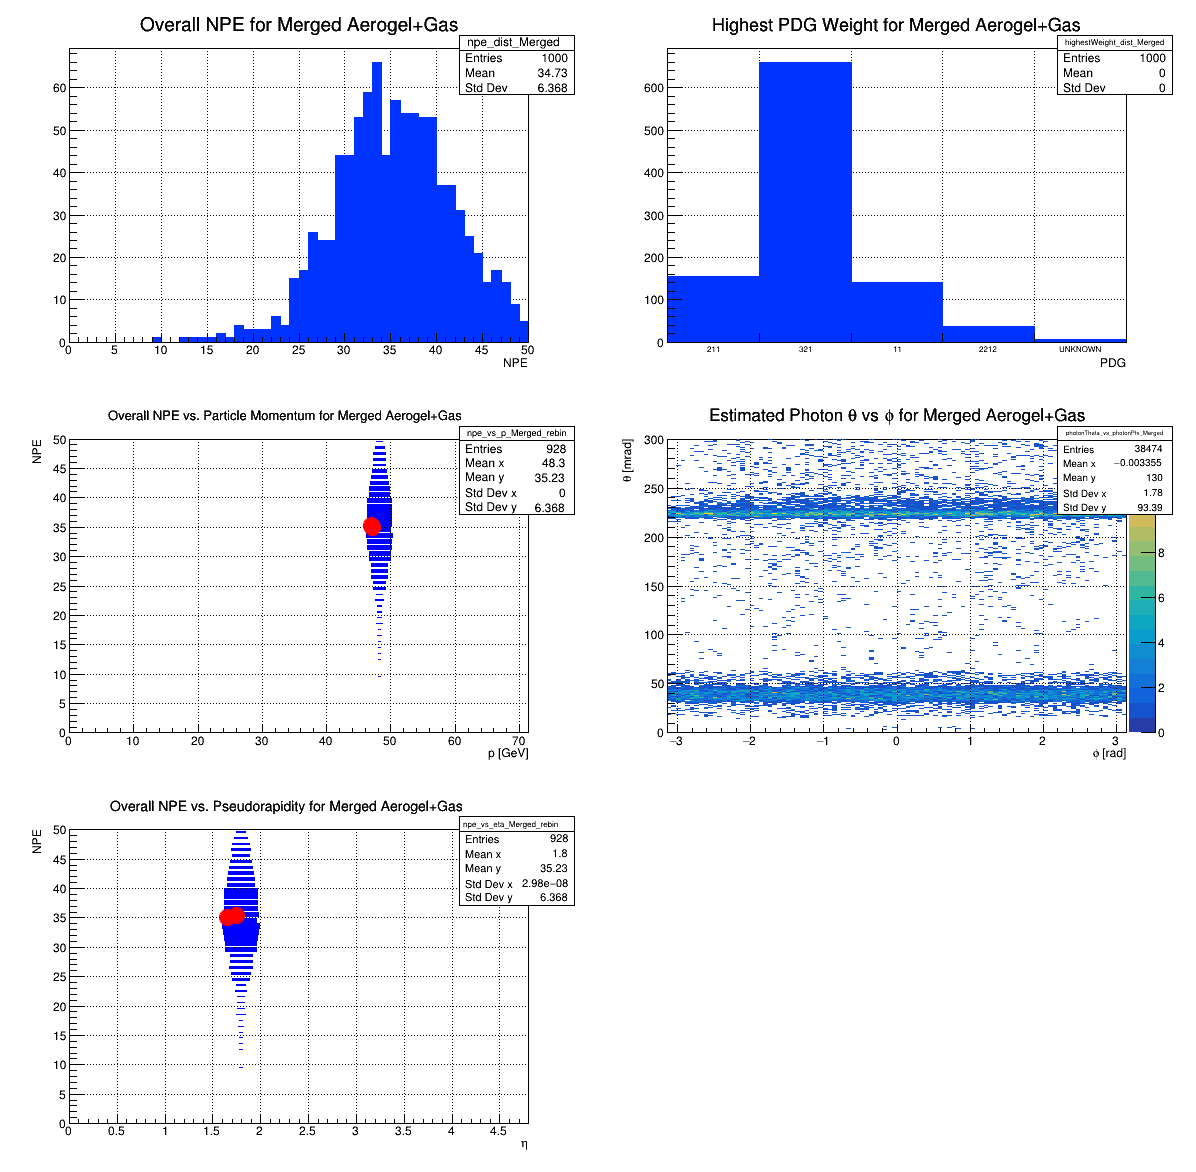 Overall NPE for Merged Aerogel+Gas
npe_dist_Merged
Entries 1000
Mean 34.73
Std Dev 6.368
60
50
40
30
20
10
0
0 5 10 15 20 25 30 35 40 45 50
NPE
Highest PDG Weight for Merged Aerogel+Gas
highestWeight_dist_Merged
Entries 1000
Mean 0
Std Dev 0
600
500
400
300
200
100
0
211 321 11 2212 UNKNOWN
PDG
Overall NPE vs. Particle Momentum for Merged Aerogel+Gas
npe_vs_p_Merged_rebin
Entries 928
Mean x 48.3
Mean y 35.23
Std Dev x 0
Std Dev y 6.368
NPE
50
45
40
35
30
25
20
15
10
5
0
0 10 20 30 40 50 60 70
p [GeV]
Estimated Photon θ vs ϕ for Merged Aerogel+Gas
photonTheta_vs_photonPhi_Merged
Entries 38474
Mean x −0.003355
Mean y 130
Std Dev x 1.78
Std Dev y 93.39
θ [mrad]
300
250
200
150
100
50
0
−3 −2 −1 0 1 2 3
ϕ [rad]
8
6
4
2
0
Overall NPE vs. Pseudorapidity for Merged Aerogel+Gas
npe_vs_eta_Merged_rebin
Entries 928
Mean x 1.8
Mean y 35.23
Std Dev x 2.98e−08
Std Dev y 6.368
NPE
50
45
40
35
30
25
20
15
10
5
0
0 0.5 1 1.5 2 2.5 3 3.5 4 4.5
η